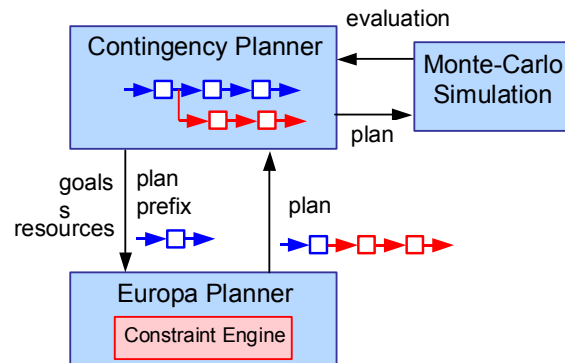 evaluation
Contingency Planner
Monte-Carlo
Simulation
plan
goals
s
resources
plan
prefix
plan
Europa Planner
Constraint Engine